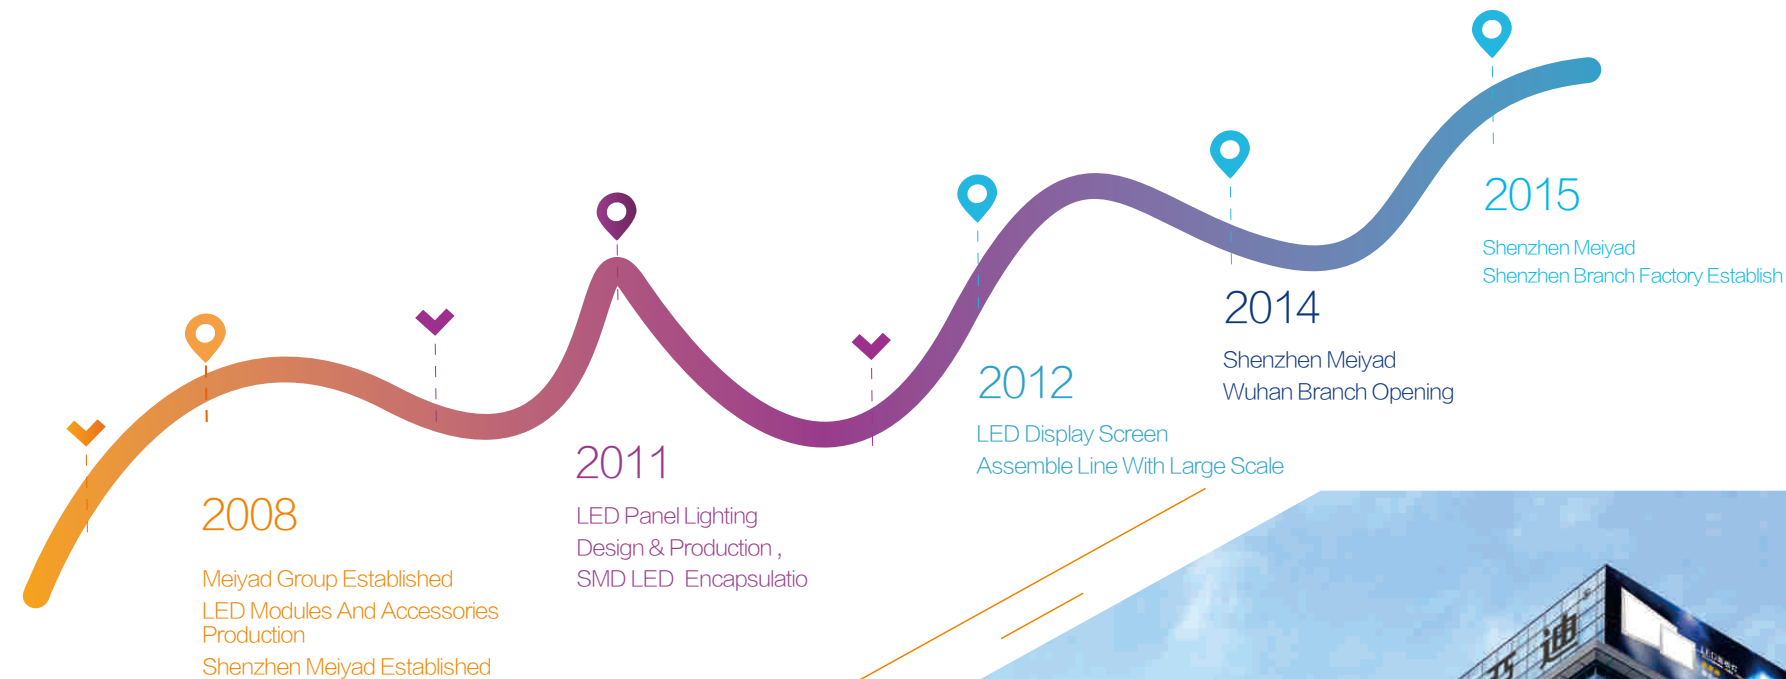 2008
Meiyad Group Established
LED Modules And Accessories
Production
Shenzhen Meiyad Established
2011
LED Panel Lighting
Design & Production ,
SMD LED Encapsulatio
2012
LED Display Screen
Assemble Line With Large Scale
2014
Shenzhen Meiyad
Wuhan Branch Opening
2015
Shenzhen Meiyad
Shenzhen Branch Factory Establish
迪